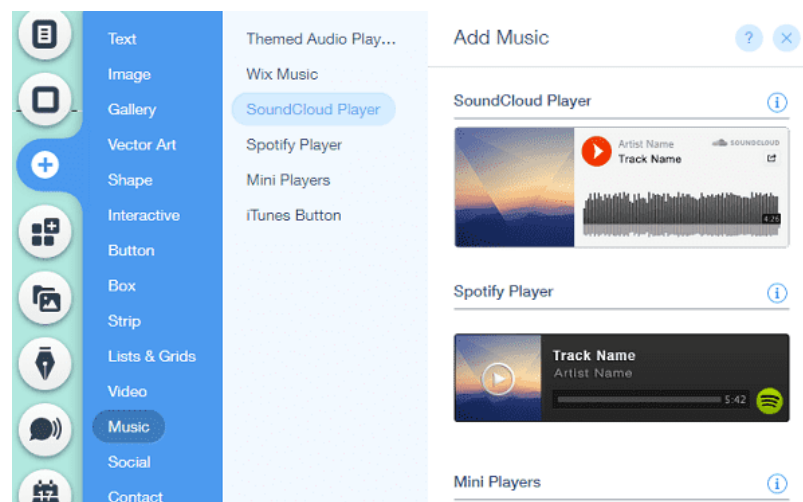 Text
Image
Gallery
Vector Art
Shape
Interactive
Button
Box
Strip
Lists & Grids
Video
Music
Social
Contact
17
Themed Audio Play...
Wix Music
SoundCloud Player
Spotify Player
Mini Players
iTunes Button
Add Music
?
SoundCloud Player
i
Artist Name
SOUNDCLOUD
Track Name
4.26
Spotify Player
i
Track Name
Artist Name
5:42
Mini Players
i